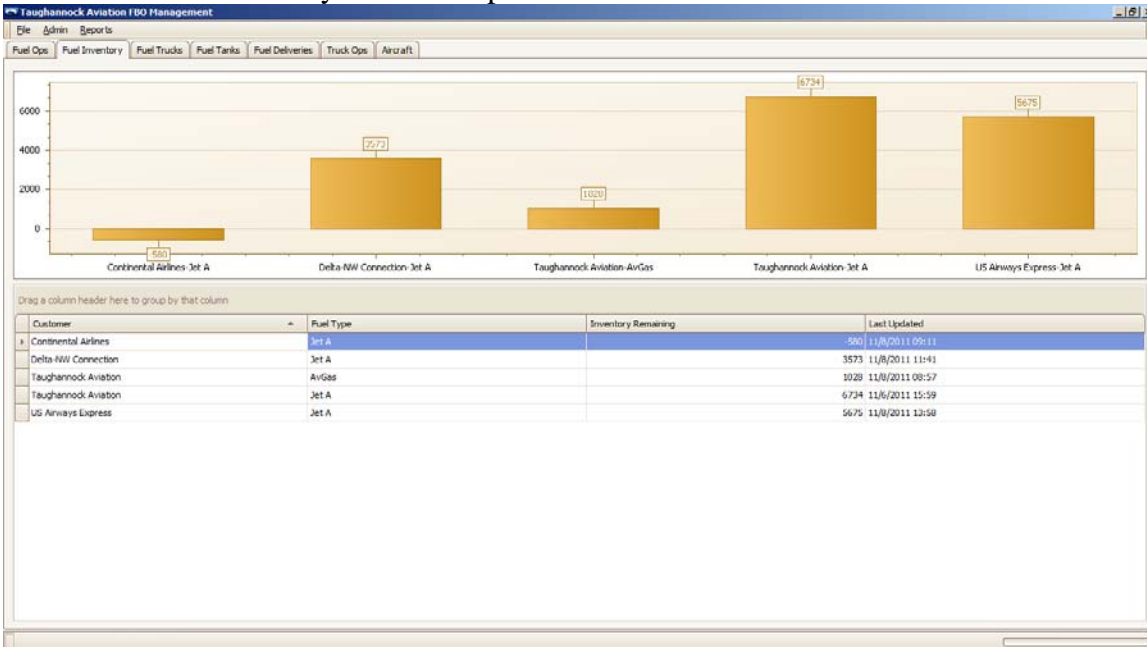 Taughannock Aviation FBO Management
File Admin Reports
Fuel Ops Fuel Inventory Fuel Trucks Fuel Tanks Fuel Deliveries Truck Ops Aircraft
6734
6000
5675
4000
3573
2000
1028
0
-580
Continental Airlines-Jet A Delta-NW Connection-Jet A Taughannock Aviation-AvGas Taughannock Aviation-Jet A US Airways Express-Jet A
Drag a column header here to group by that column
Customer Fuel Type Inventory Remaining Last Updated
Continental Airlines Jet A -580 11/8/2011 09:11
Delta-NW Connection Jet A 3573 11/8/2011 11:41
Taughannock Aviation AvGas 1028 11/8/2011 08:57
Taughannock Aviation Jet A 6734 11/6/2011 15:59
US Airways Express Jet A 5675 11/8/2011 13:58